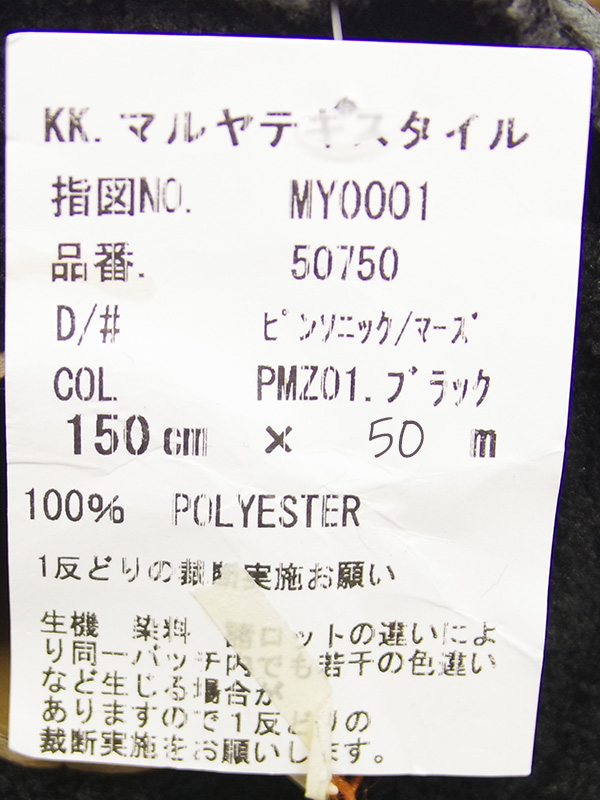 KK.マルヤテキスタイル
指図NO. MY0001
品番. 50750
D/# ピンソニック/マーズ
COL. PMZ01.ブラック
150cm × 50 m
100% POLYESTER
1反どりの裁断実施お願い
生機 染料 諸ロットの違いによ
り同一バッチ内でも若干の色違い
など生じる場合が
ありますので1反どりの
裁断実施をお願いします。